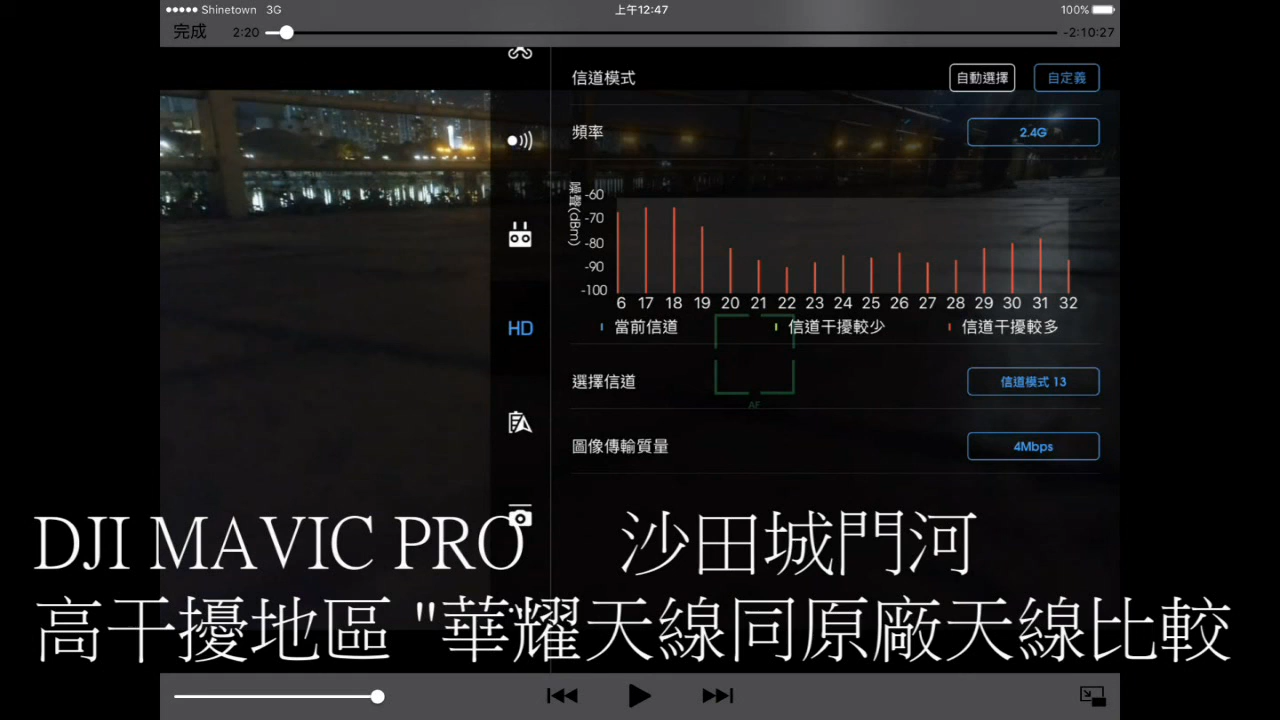 Shinetown 3G 上午12:47 100%
完成 2:20 -2:10:27
信道模式 自動選擇 自定義
頻率 2.4G
噪聲(dBm)
-60
-70
-80
-90
-100
6 17 18 19 20 21 22 23 24 25 26 27 28 29 30 31 32
當前信道 信道干擾較少 信道干擾較多
HD
選擇信道 信道模式 13
AF
圖像傳輸質量 4Mbps
DJI MAVIC PRO 沙田城門河
高干擾地區 "華耀天線同原廠天線比較